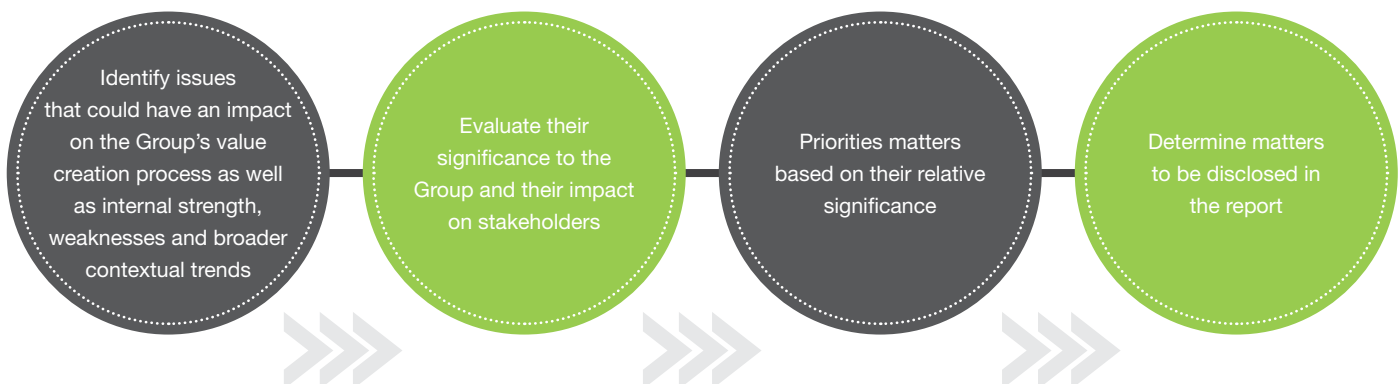 Identify issues
that could have an impact
on the Group's value
creation process as well
as internal strength,
weaknesses and broader
contextual trends
Evaluate their
significance to the
Group and their impact
on stakeholders
Priorities matters
based on their relative
significance
Determine matters
to be disclosed in
the report